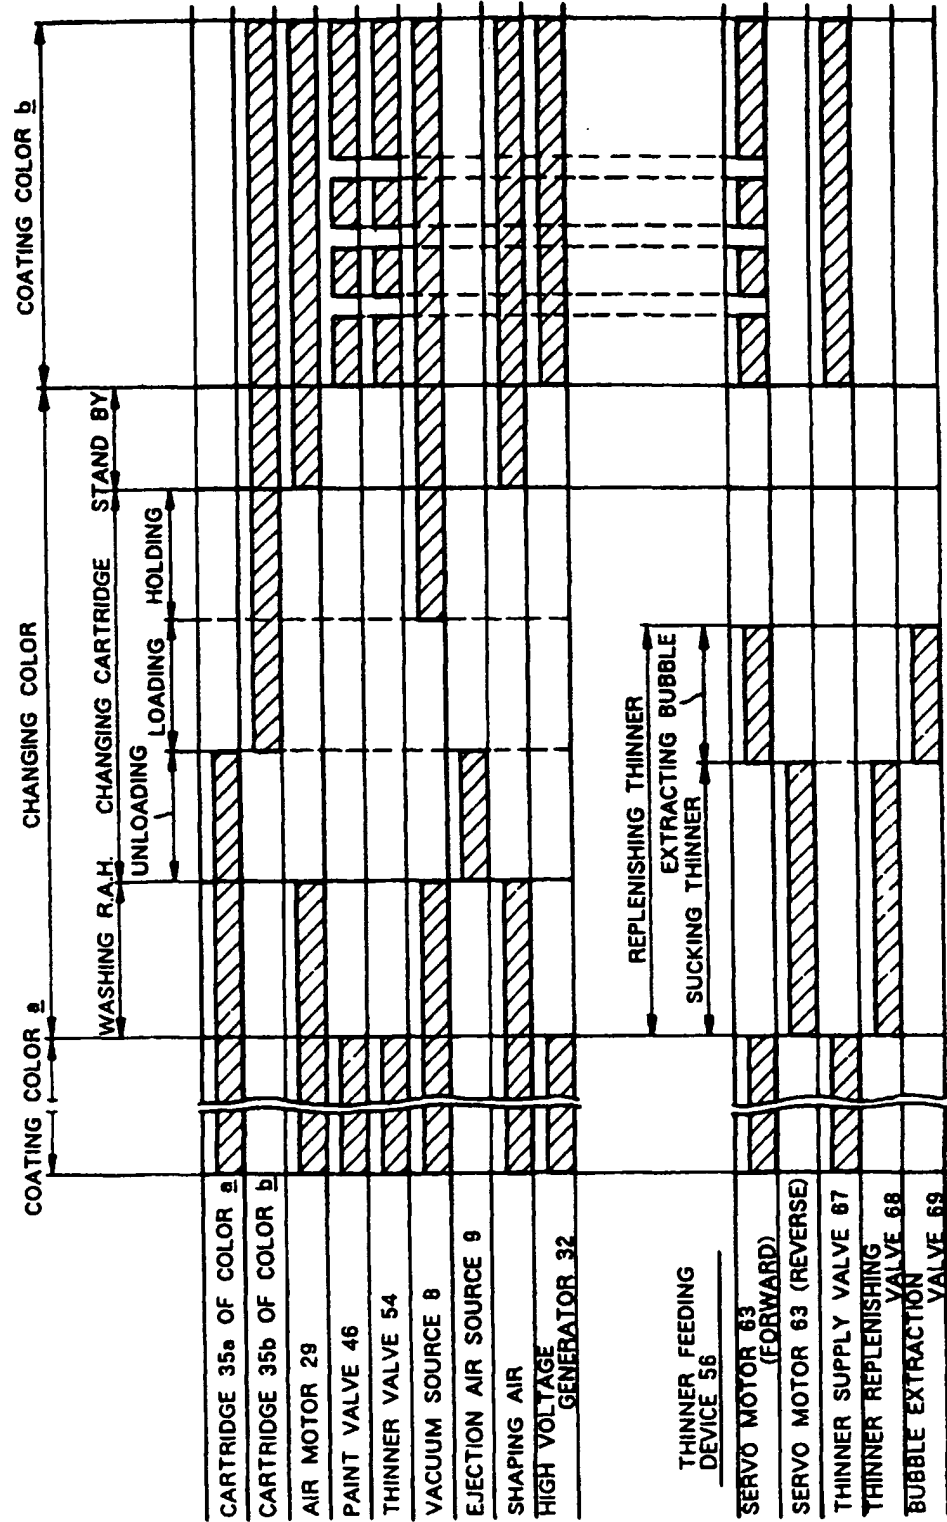 COATING COLOR a
CHANGING COLOR
COATING COLOR b
WASHING R.A.H.
CHANGING CARTRIDGE
STAND BY
UNLOADING
LOADING
HOLDING
CARTRIDGE 35a OF COLOR a
CARTRIDGE 35b OF COLOR b
AIR MOTOR 29
PAINT VALVE 46
THINNER VALVE 54
VACUUM SOURCE 8
EJECTION AIR SOURCE 9
SHAPING AIR
HIGH VOLTAGE
GENERATOR 32
REPLENISHING THINNER
EXTRACTING BUBBLE
SUCKING THINNER
THINNER FEEDING
DEVICE 56
SERVO MOTOR 63
(FORWARD)
SERVO MOTOR 63 (REVERSE)
THINNER SUPPLY VALVE 67
THINNER REPLENISHING
VALVE 68
BUBBLE EXTRACTION
VALVE 69